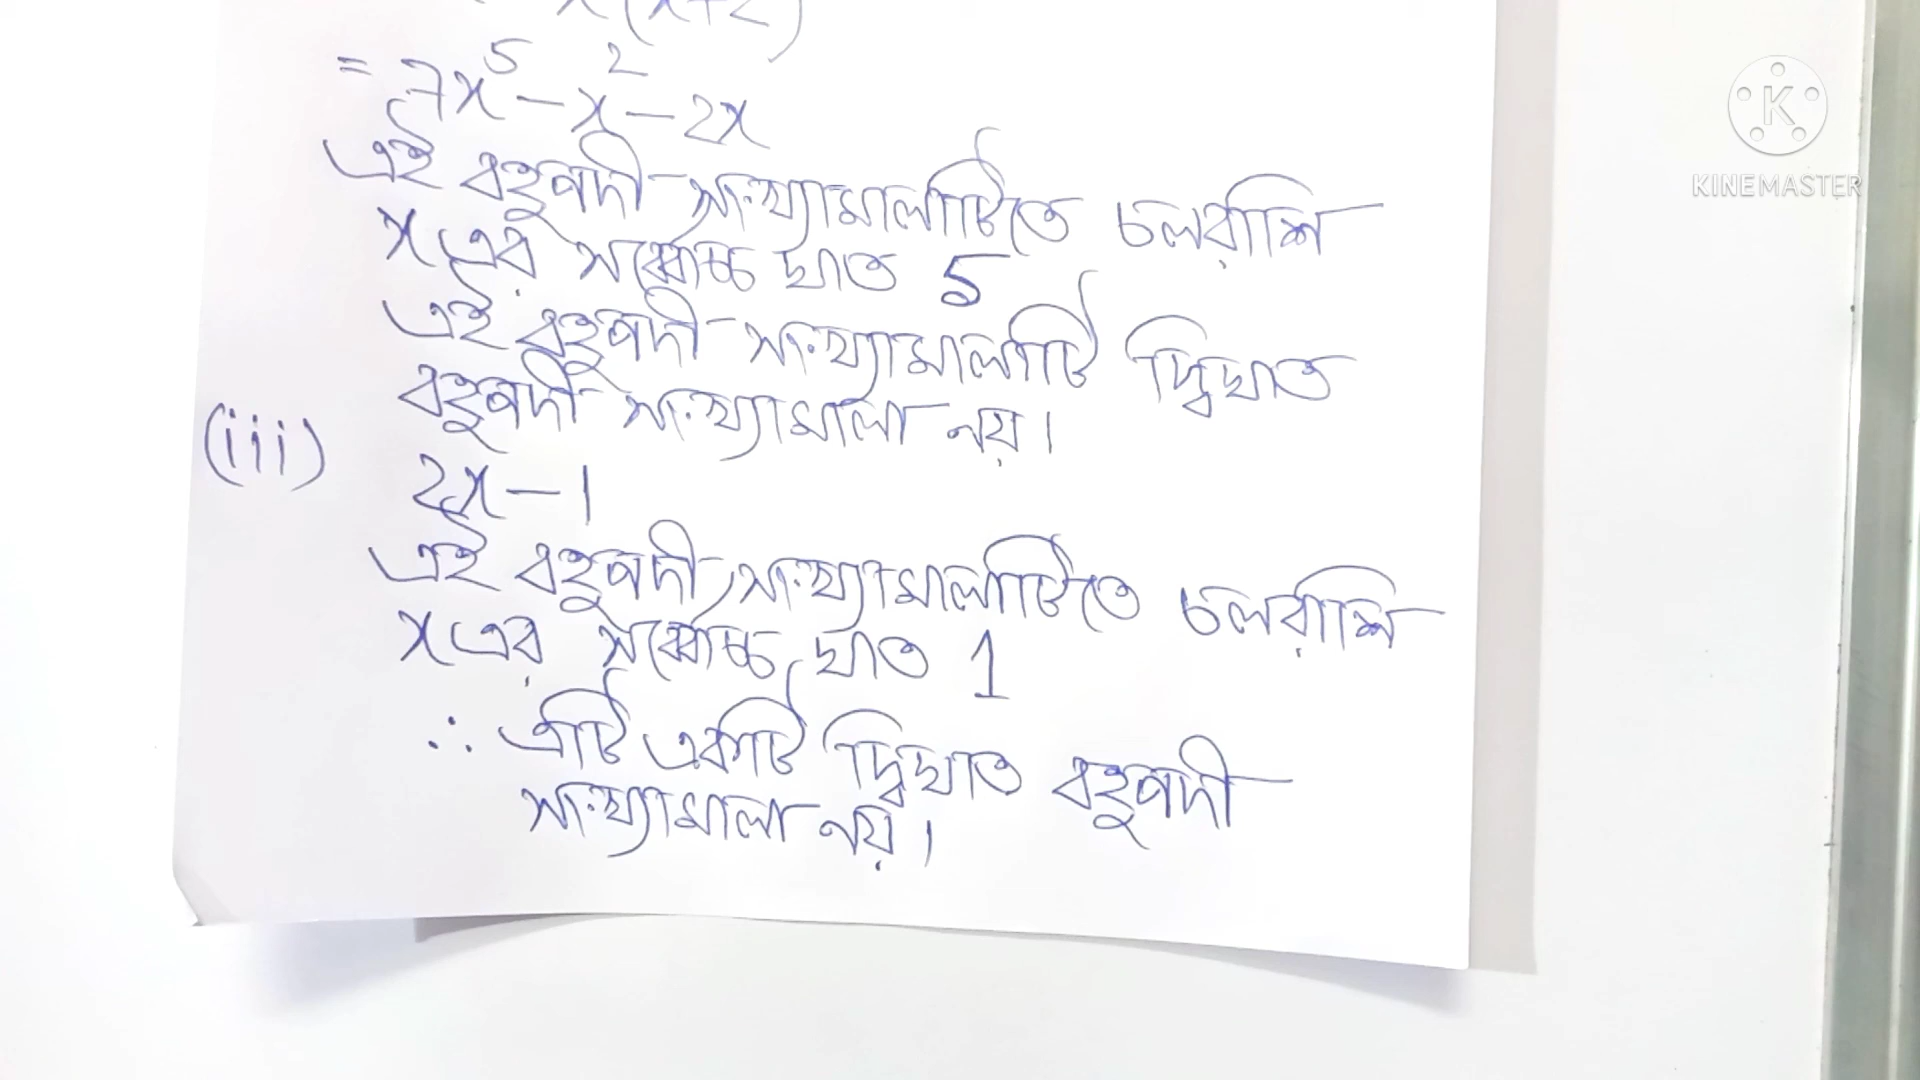 x(x+2)
= 7x⁵ - x² - 2x
এই বহুপদী সংখ্যামালাটিতে চলরাশি
x এর সর্ব্বোচ্চ ঘাত 5
এই বহুপদী সংখ্যামালাটি দ্বিঘাত
বহুপদী সংখ্যামালা নয়।
(iii) 2x - 1
এই বহুপদী সংখ্যামালাটিতে চলরাশি
x এর সর্ব্বোচ্চ ঘাত 1
∴ এটি একটি দ্বিঘাত বহুপদী
সংখ্যামালা নয়।
KINEMASTER